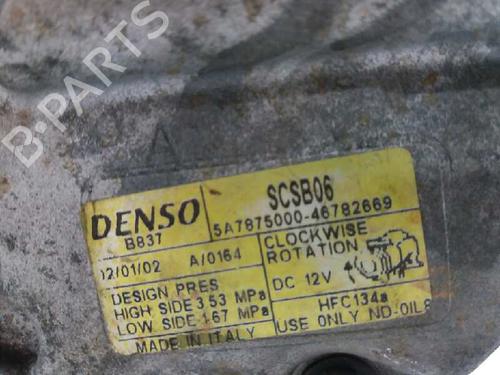 B-PARTS
A
DENSO
SCSB06
B837
5A7875000-46782669
12/01/02 A/0164
CLOCKWISE
ROTATION
DC 12V
DESIGN PRES
HIGH SIDE 3.53 MPa
LOW SIDE 1.67 MPa
HFC134a
MADE IN ITALY
USE ONLY ND-OIL8